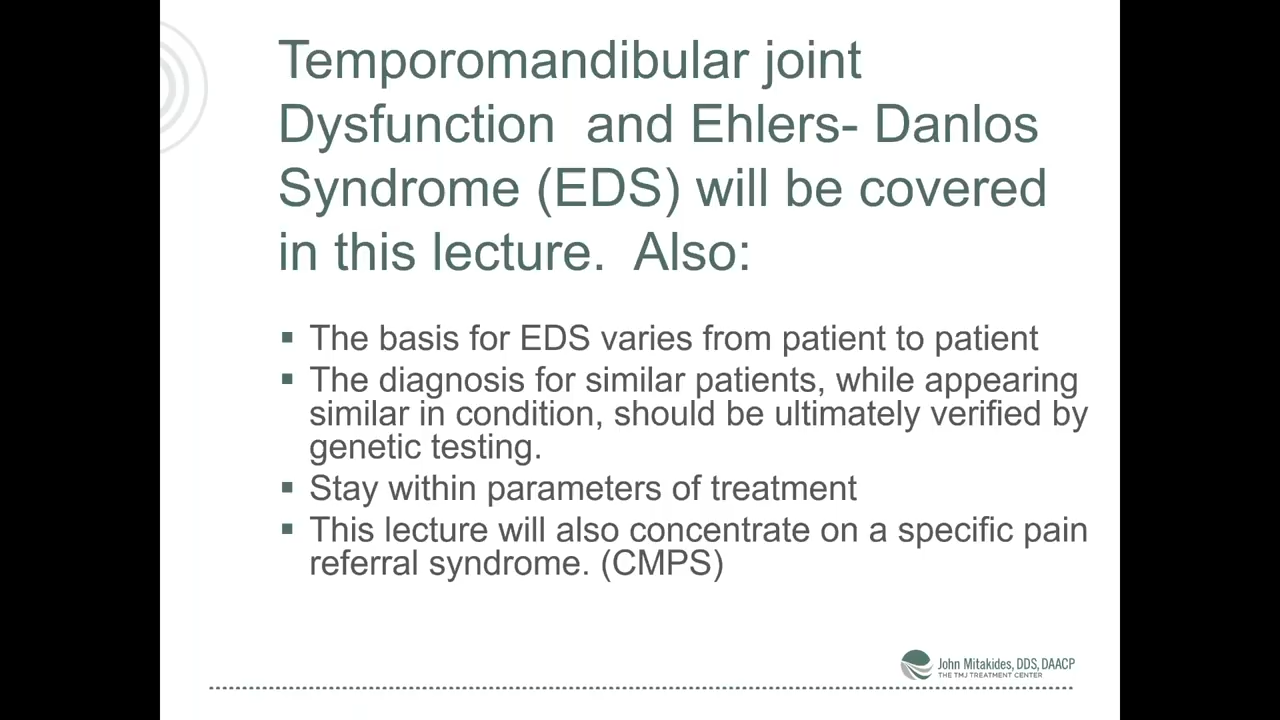 Temporomandibular joint
Dysfunction and Ehlers- Danlos
Syndrome (EDS) will be covered
in this lecture. Also:
▪ The basis for EDS varies from patient to patient
▪ The diagnosis for similar patients, while appearing
similar in condition, should be ultimately verified by
genetic testing.
▪ Stay within parameters of treatment
▪ This lecture will also concentrate on a specific pain
referral syndrome. (CMPS)
John Mitakides, DDS, DAACP
THE TMJ TREATMENT CENTER